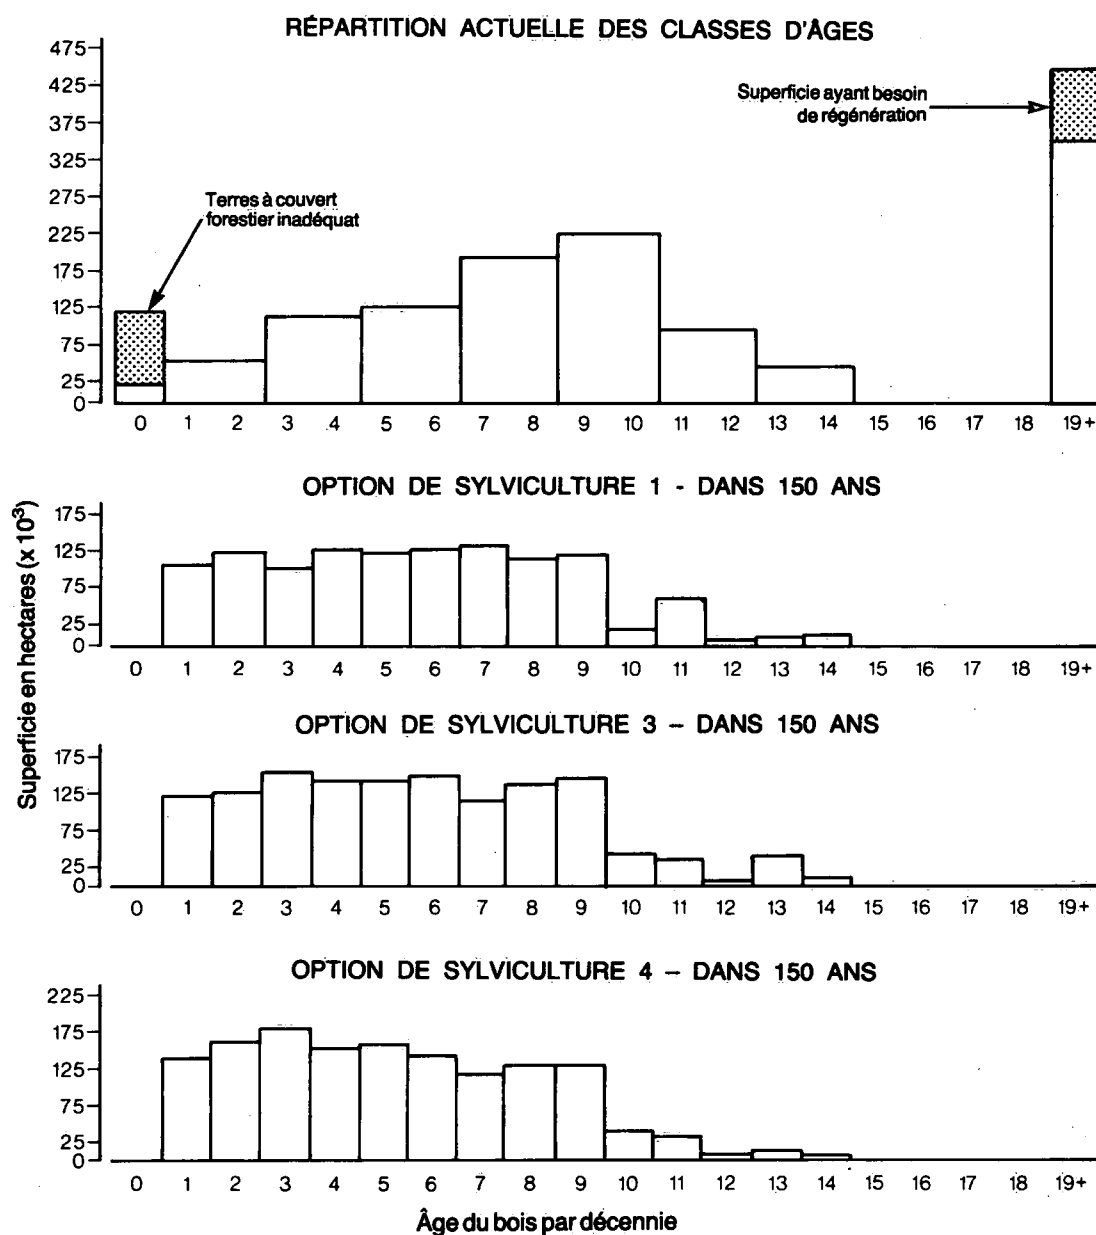 RÉPARTITION ACTUELLE DES CLASSES D'ÂGES
475
425
375
325
275
225
175
125
75
25
0
Superficie ayant besoin
de régénération
Terres à couvert
forestier inadéquat
0 1 2 3 4 5 6 7 8 9 10 11 12 13 14 15 16 17 18 19+
Superficie en hectares (x 10³)
OPTION DE SYLVICULTURE 1 - DANS 150 ANS
175
125
75
25
0
0 1 2 3 4 5 6 7 8 9 10 11 12 13 14 15 16 17 18 19+
OPTION DE SYLVICULTURE 3 – DANS 150 ANS
175
125
75
25
0
0 1 2 3 4 5 6 7 8 9 10 11 12 13 14 15 16 17 18 19+
OPTION DE SYLVICULTURE 4 – DANS 150 ANS
225
175
125
75
25
0
0 1 2 3 4 5 6 7 8 9 10 11 12 13 14 15 16 17 18 19+
Âge du bois par décennie